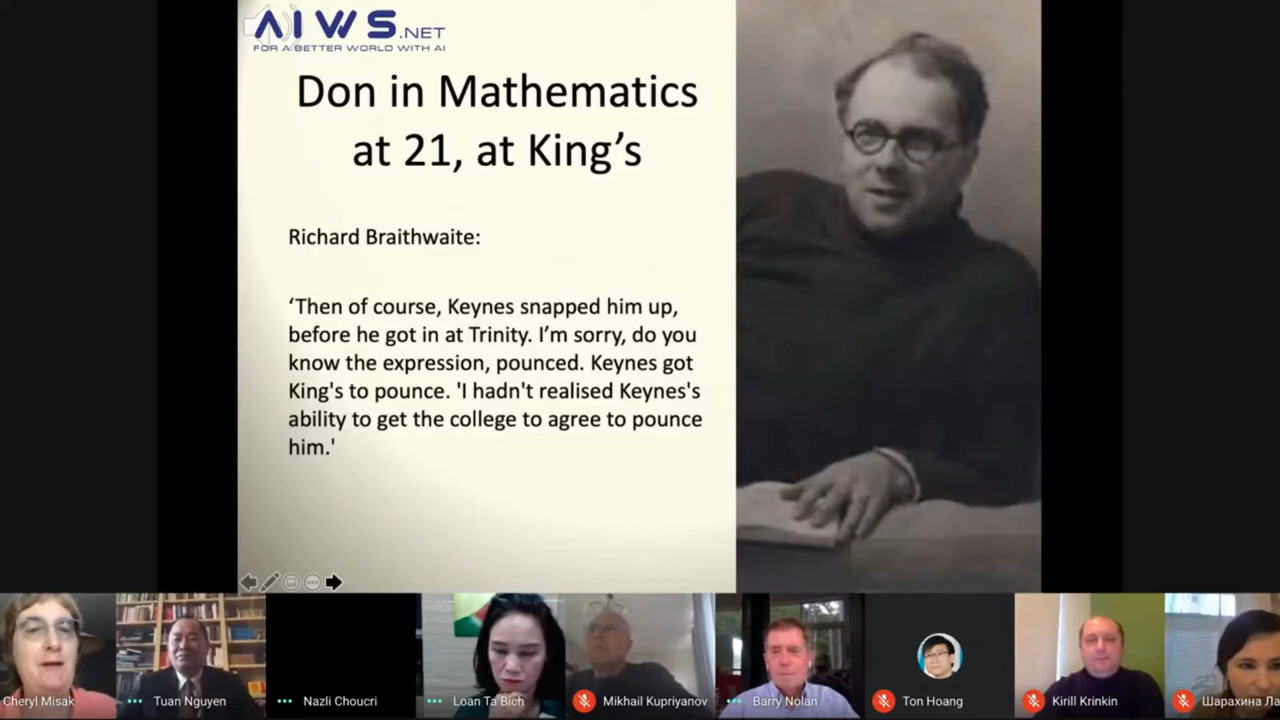 AIWS.NET
FOR A BETTER WORLD WITH AI
Don in Mathematics
at 21, at King’s
Richard Braithwaite:
‘Then of course, Keynes snapped him up,
before he got in at Trinity. I’m sorry, do you
know the expression, pounced. Keynes got
King's to pounce. 'I hadn't realised Keynes's
ability to get the college to agree to pounce
him.'
Cheryl Misak
Tuan Nguyen
Nazli Choucri
Loan Ta Bich
Mikhail Kupriyanov
Barry Nolan
Ton Hoang
Kirill Krinkin
Шарахина Ла